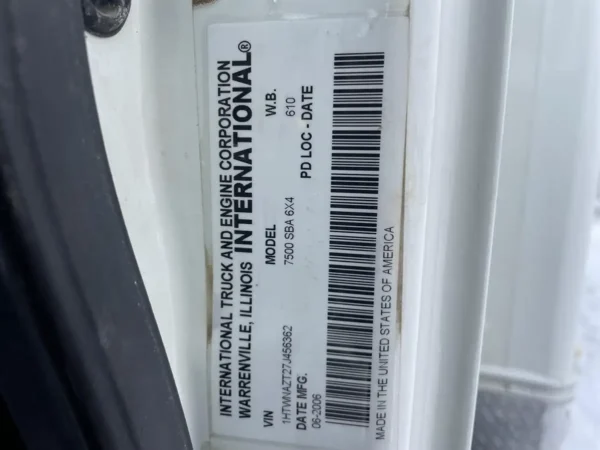 INTERNATIONAL TRUCK AND ENGINE CORPORATION
WARRENVILLE, ILLINOIS INTERNATIONAL®
VIN MODEL W.B.
1HTWNAZT27J456362 7500 SBA 6X4 610
DATE MFG. PD LOC - DATE
06-2006
MADE IN THE UNITED STATES OF AMERICA